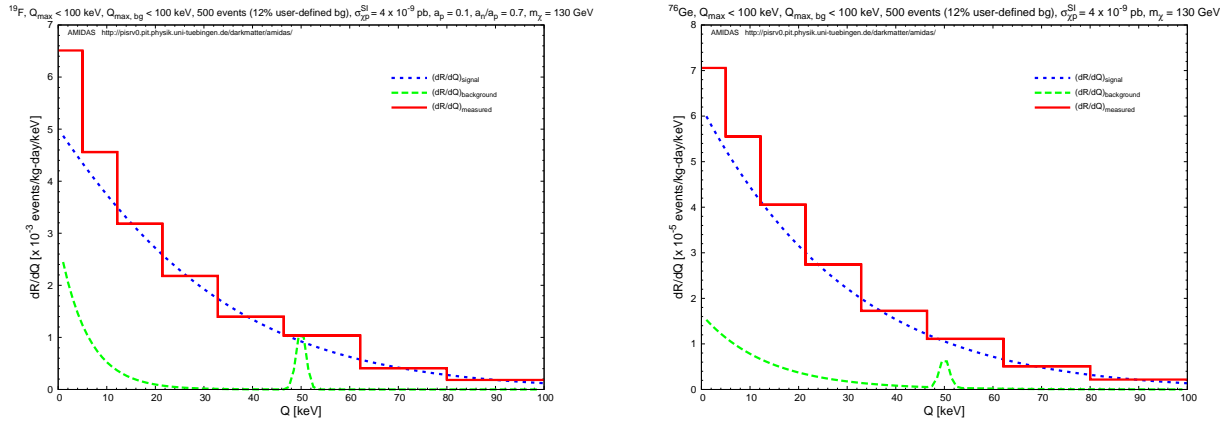 19F, Qmax < 100 keV, Qmax, bg < 100 keV, 500 events (12% user-defined bg), σχpSI = 4 x 10-9 pb, ap = 0.1, an/ap = 0.7, mχ = 130 GeV
AMIDAS http://pisrv0.pit.physik.uni-tuebingen.de/darkmatter/amidas/
(dR/dQ)signal
(dR/dQ)background
(dR/dQ)measured
dR/dQ [x 10-3 events/kg-day/keV]
7
6
5
4
3
2
1
0
0 10 20 30 40 50 60 70 80 90 100
Q [keV]
76Ge, Qmax < 100 keV, Qmax, bg < 100 keV, 500 events (12% user-defined bg), σχpSI = 4 x 10-9 pb, mχ = 130 GeV
AMIDAS http://pisrv0.pit.physik.uni-tuebingen.de/darkmatter/amidas/
(dR/dQ)signal
(dR/dQ)background
(dR/dQ)measured
dR/dQ [x 10-5 events/kg-day/keV]
8
7
6
5
4
3
2
1
0
0 10 20 30 40 50 60 70 80 90 100
Q [keV]